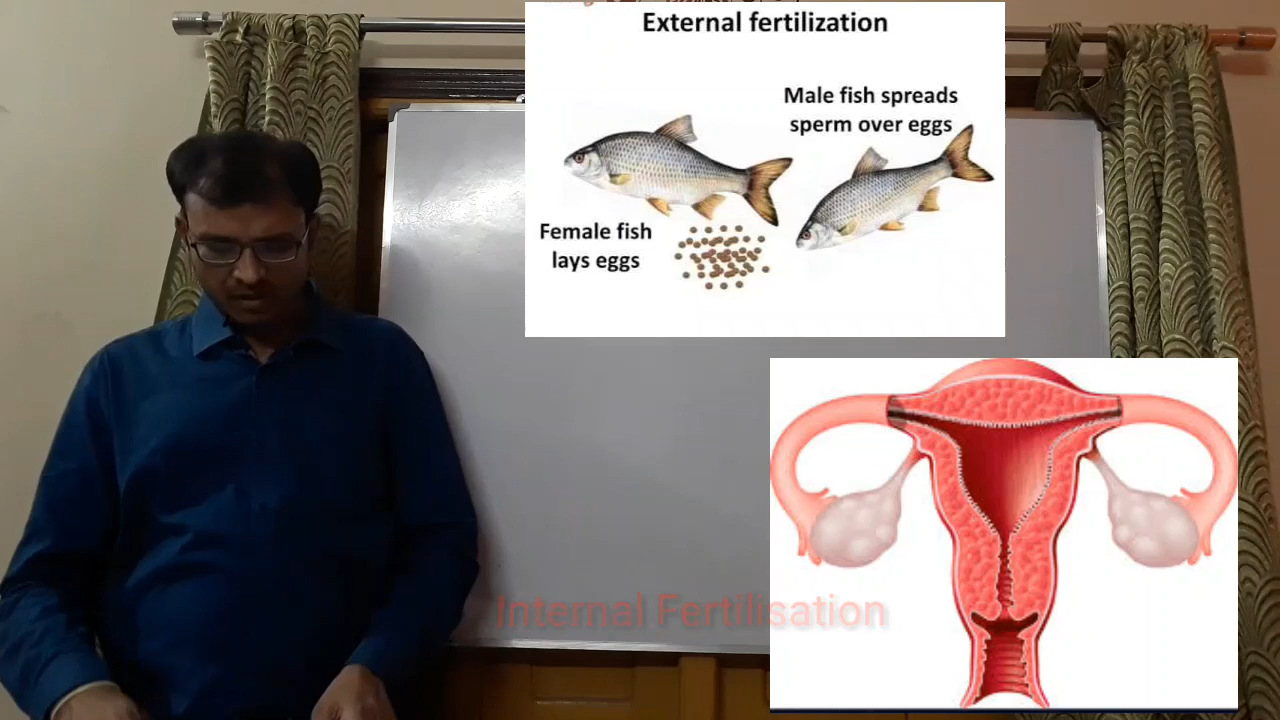 External fertilization
Male fish spreads
sperm over eggs
Female fish
lays eggs
Internal Fertilisation